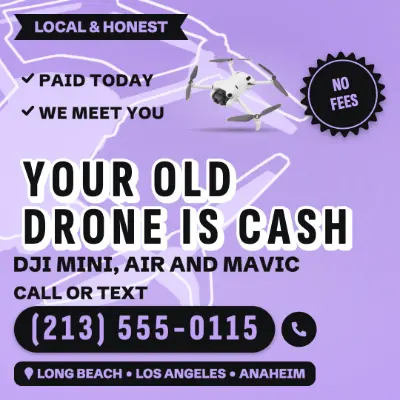 LOCAL & HONEST
✓ PAID TODAY
✓ WE MEET YOU
NO
FEES
YOUR OLD
DRONE IS CASH
DJI MINI, AIR AND MAVIC
CALL OR TEXT
(213) 555-0115
LONG BEACH • LOS ANGELES • ANAHEIM